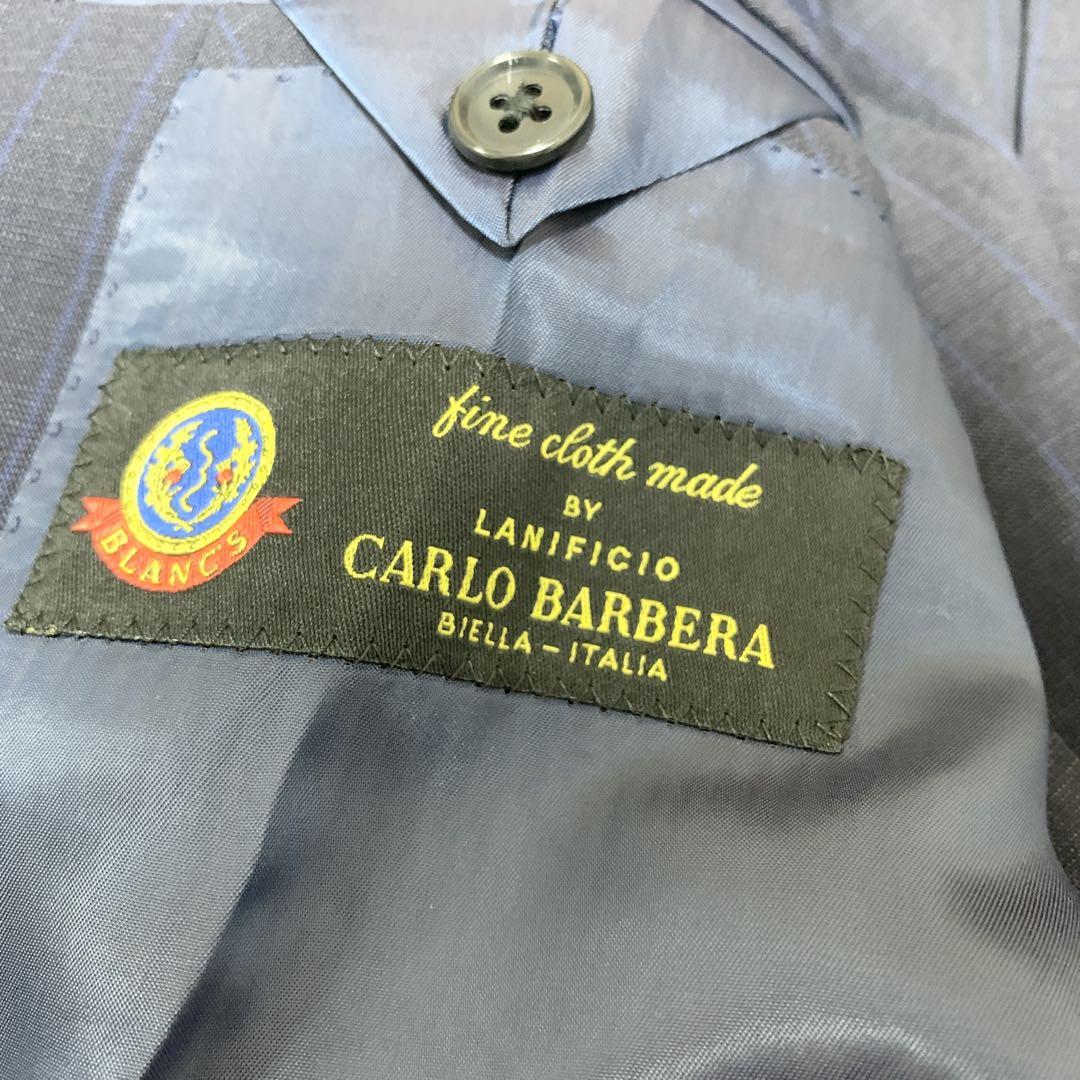 BLANC'S
fine cloth made
BY
LANIFICIO
CARLO BARBERA
BIELLA-ITALIA